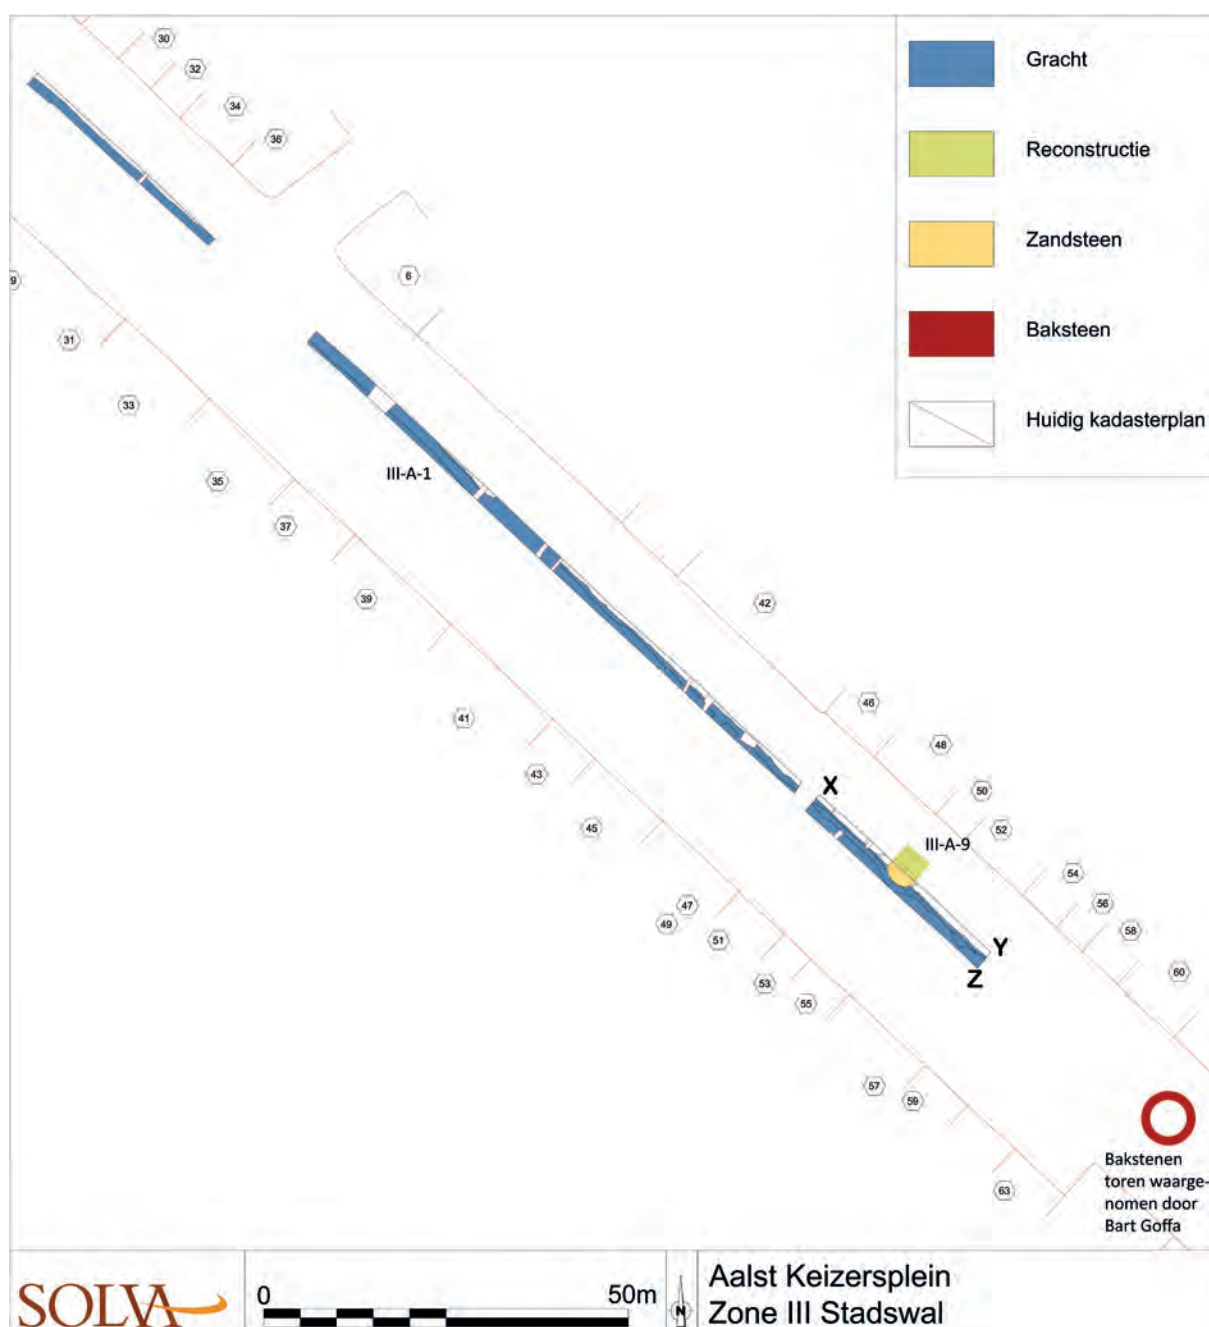 30
32
34
36
6
9
31
33
35
37
39
41
43
45
47
49
51
53
55
57
59
63
42
46
48
50
52
54
56
58
60
III-A-1
X
III-A-9
Y
Z
Gracht
Reconstructie
Zandsteen
Baksteen
Huidig kadasterplan
Bakstenen
toren waarge-
nomen door
Bart Goffa
SOLVA
0
50m
N
Aalst Keizersplein
Zone III Stadswal